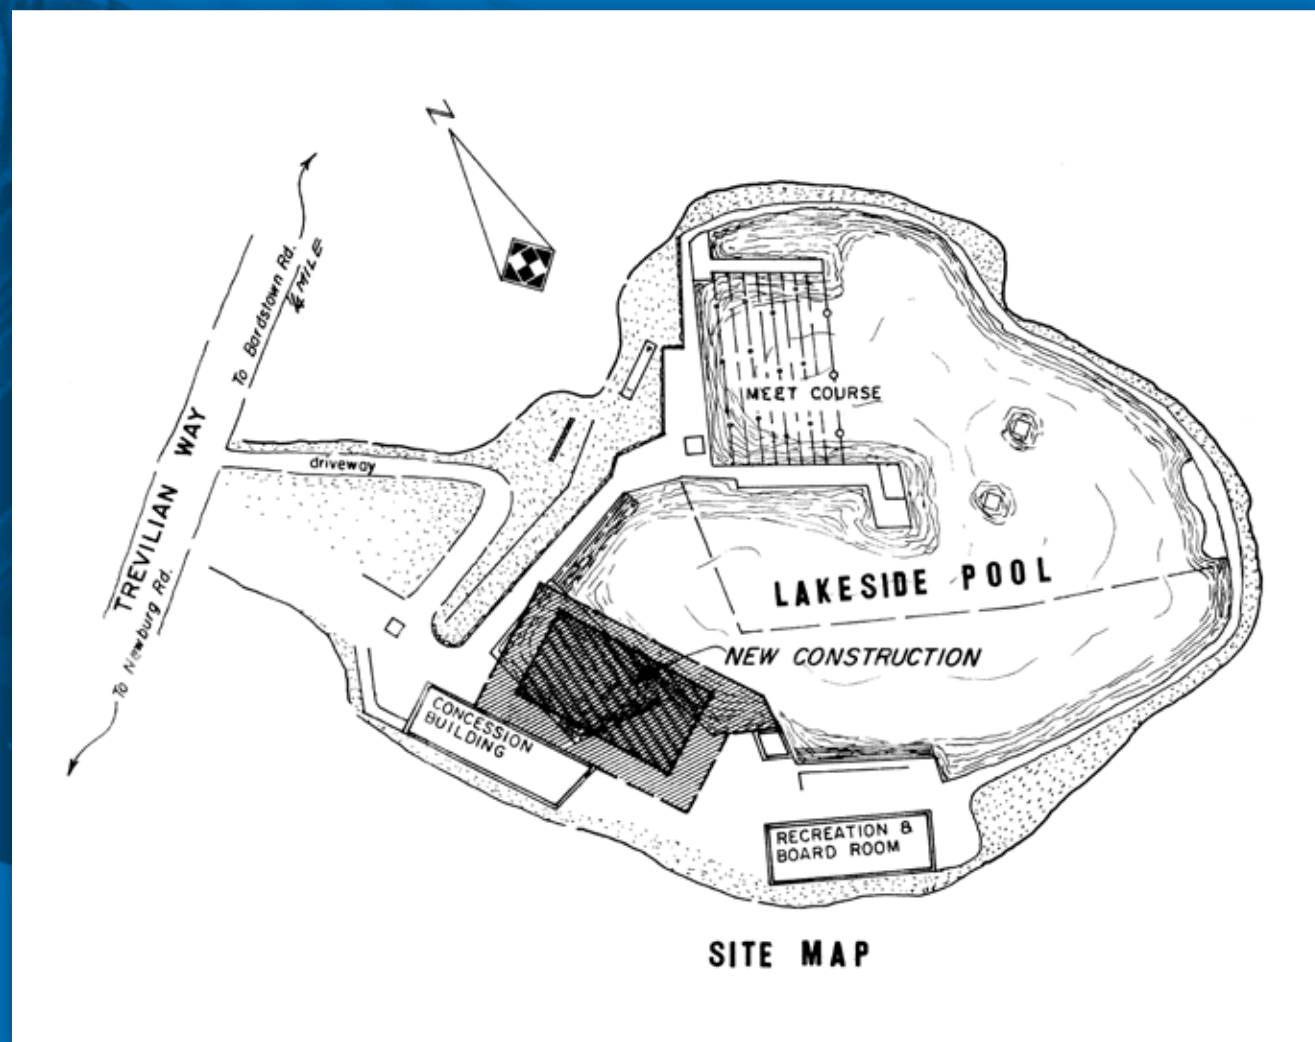 N
To Bardstown Rd.
1/4 MILE
TREVILIAN WAY
driveway
To Newburg Rd.
MEET COURSE
LAKESIDE POOL
NEW CONSTRUCTION
CONCESSION
BUILDING
RECREATION &
BOARD ROOM
SITE MAP